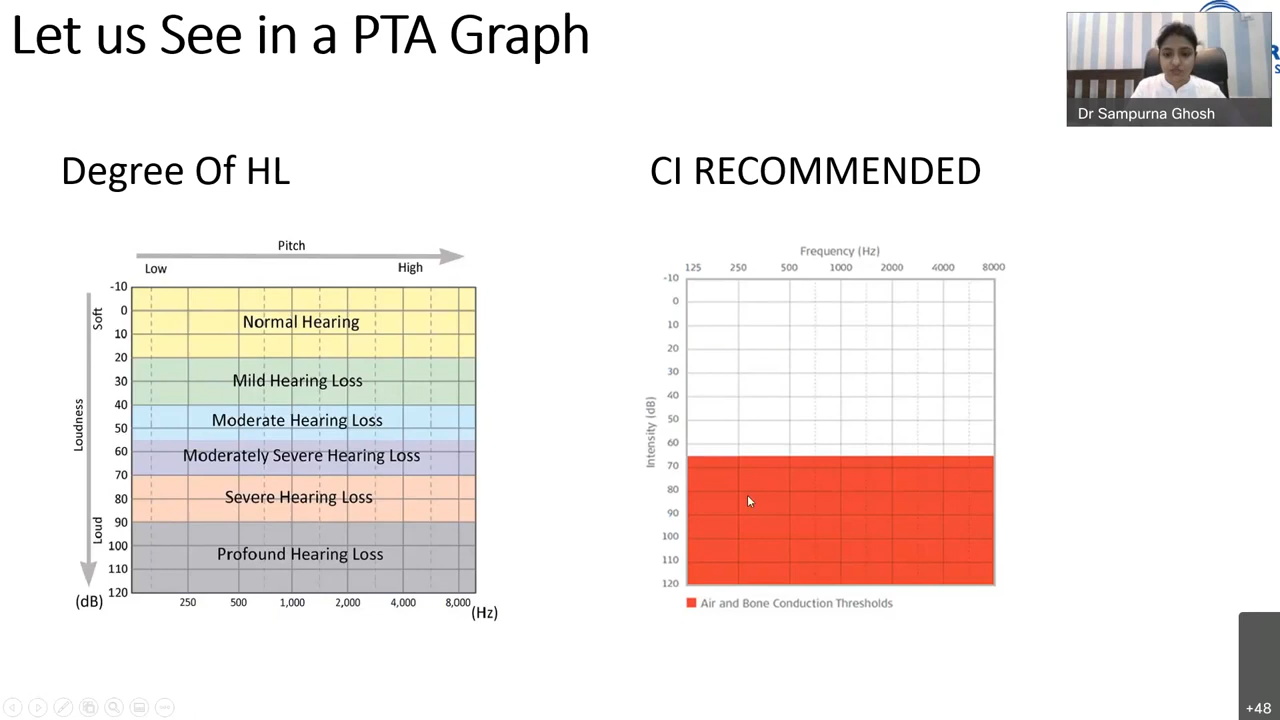 Let us See in a PTA Graph
R
S
Dr Sampurna Ghosh
Degree Of HL
CI RECOMMENDED
Pitch
Low
High
Soft
Loudness
Loud
-10
0
10
20
30
40
50
60
70
80
90
100
110
120
(dB)
Normal Hearing
Mild Hearing Loss
Moderate Hearing Loss
Moderately Severe Hearing Loss
Severe Hearing Loss
Profound Hearing Loss
250 500 1,000 2,000 4,000 8,000
(Hz)
Frequency (Hz)
125 250 500 1000 2000 4000 8000
Intensity (dB)
-10
0
10
20
30
40
50
60
70
80
90
100
110
120
Air and Bone Conduction Thresholds
+48